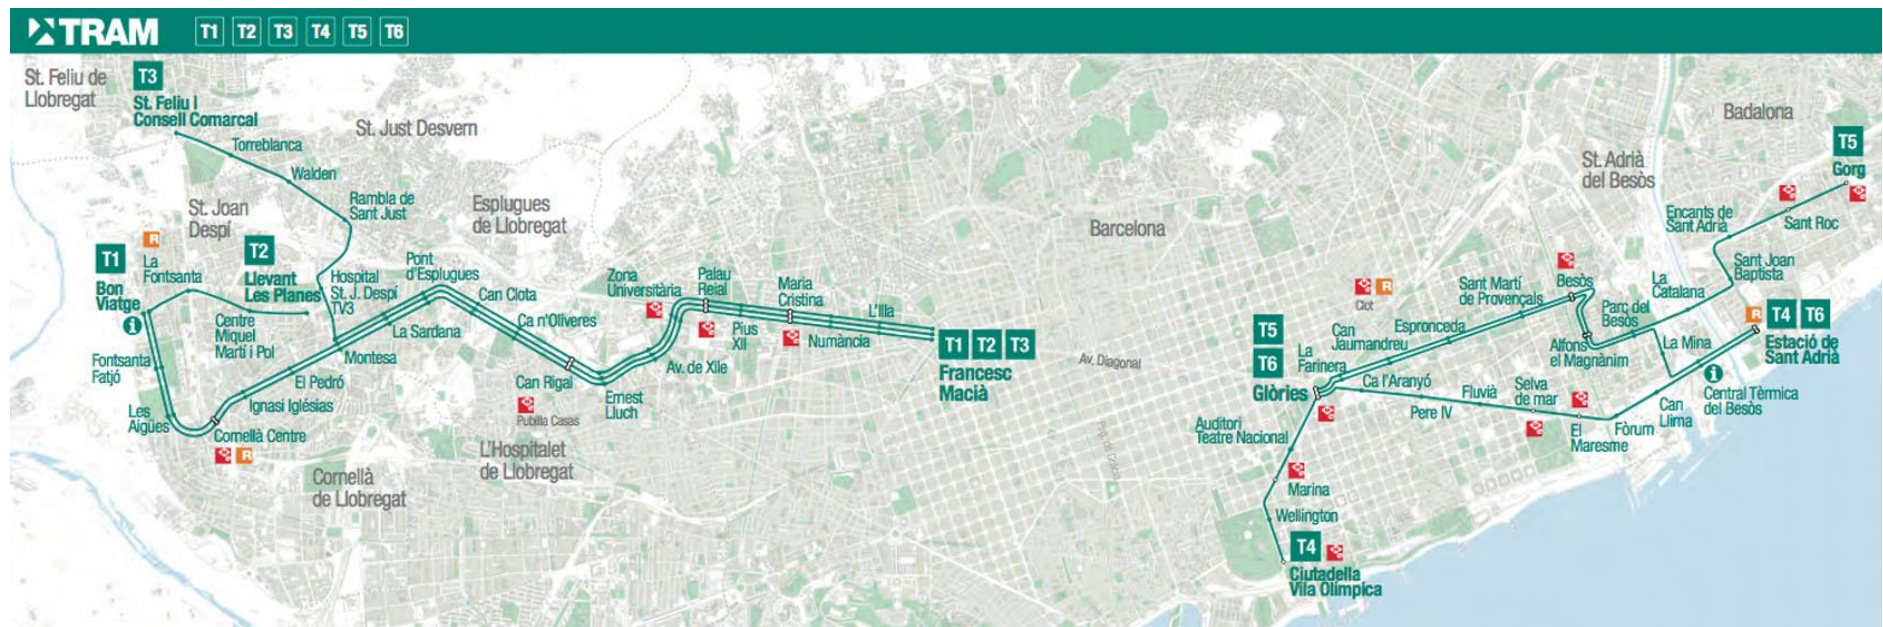 TRAM T1 T2 T3 T4 T5 T6
St. Feliu de
Llobregat
T3
St. Feliu |
Consell Comarcal
Torreblanca
St. Just Desvern
Walden
Rambla de
Sant Just
St. Joan
Despí
Esplugues
de Llobregat
R
La
Fontsanta
T1
Bon
Viatge
i
T2
Llevant
Les Planes
Centre
Miquel
Martí i Pol
Hospital
St. J. Despí
TV3
Pont
d'Esplugues
Can Clota
La Sardana
Ca n'Oliveres
Montesa
El Pedró
Ignasi Iglésias
Fontsanta
Fatjó
Les
Aigües
Cornellà Centre
R
Cornellà
de Llobregat
Can Rigal
Pubilla Casas
L'Hospitalet
de Llobregat
Ernest
Lluch
Av. de Xile
Zona
Universitària
Palau
Reial
Pius
XII
Maria
Cristina
Numància
L'Illa
T1 T2 T3
Francesc
Macià
Barcelona
Av. Diagonal
Clot
R
T5
T6
Glòries
La
Farinera
Can
Jaumandreu
Espronceda
Sant Martí
de Provençals
Besòs
Alfons
el Magnànim
Parc del
Besòs
La
Catalana
La Mina
Sant Joan
Baptista
Encants de
Sant Adrià
Sant Roc
T5
Gorg
Badalona
St. Adrià
del Besòs
R
T4 T6
Estació de
Sant Adrià
i
Central Tèrmica
del Besòs
Can
Llima
Fòrum
El
Maresme
Selva
de mar
Fluvià
Pere IV
Ca l'Aranyó
Auditori
Teatre Nacional
Marina
Wellington
T4
Ciutadella
Vila Olímpica